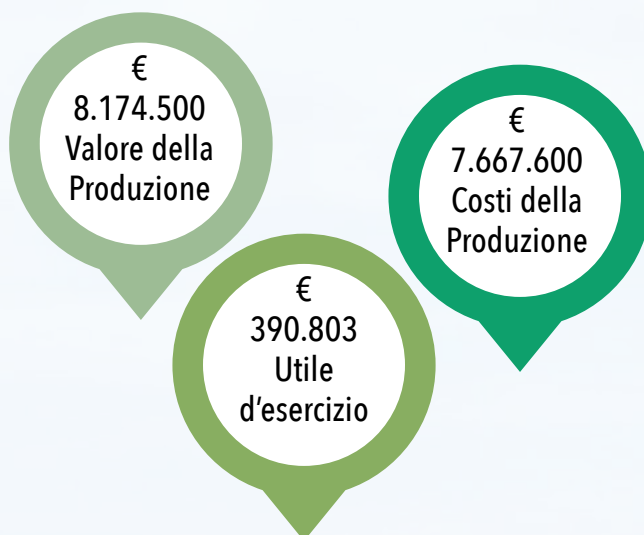 €
8.174.500
Valore della
Produzione
€
7.667.600
Costi della
Produzione
€
390.803
Utile
d'esercizio